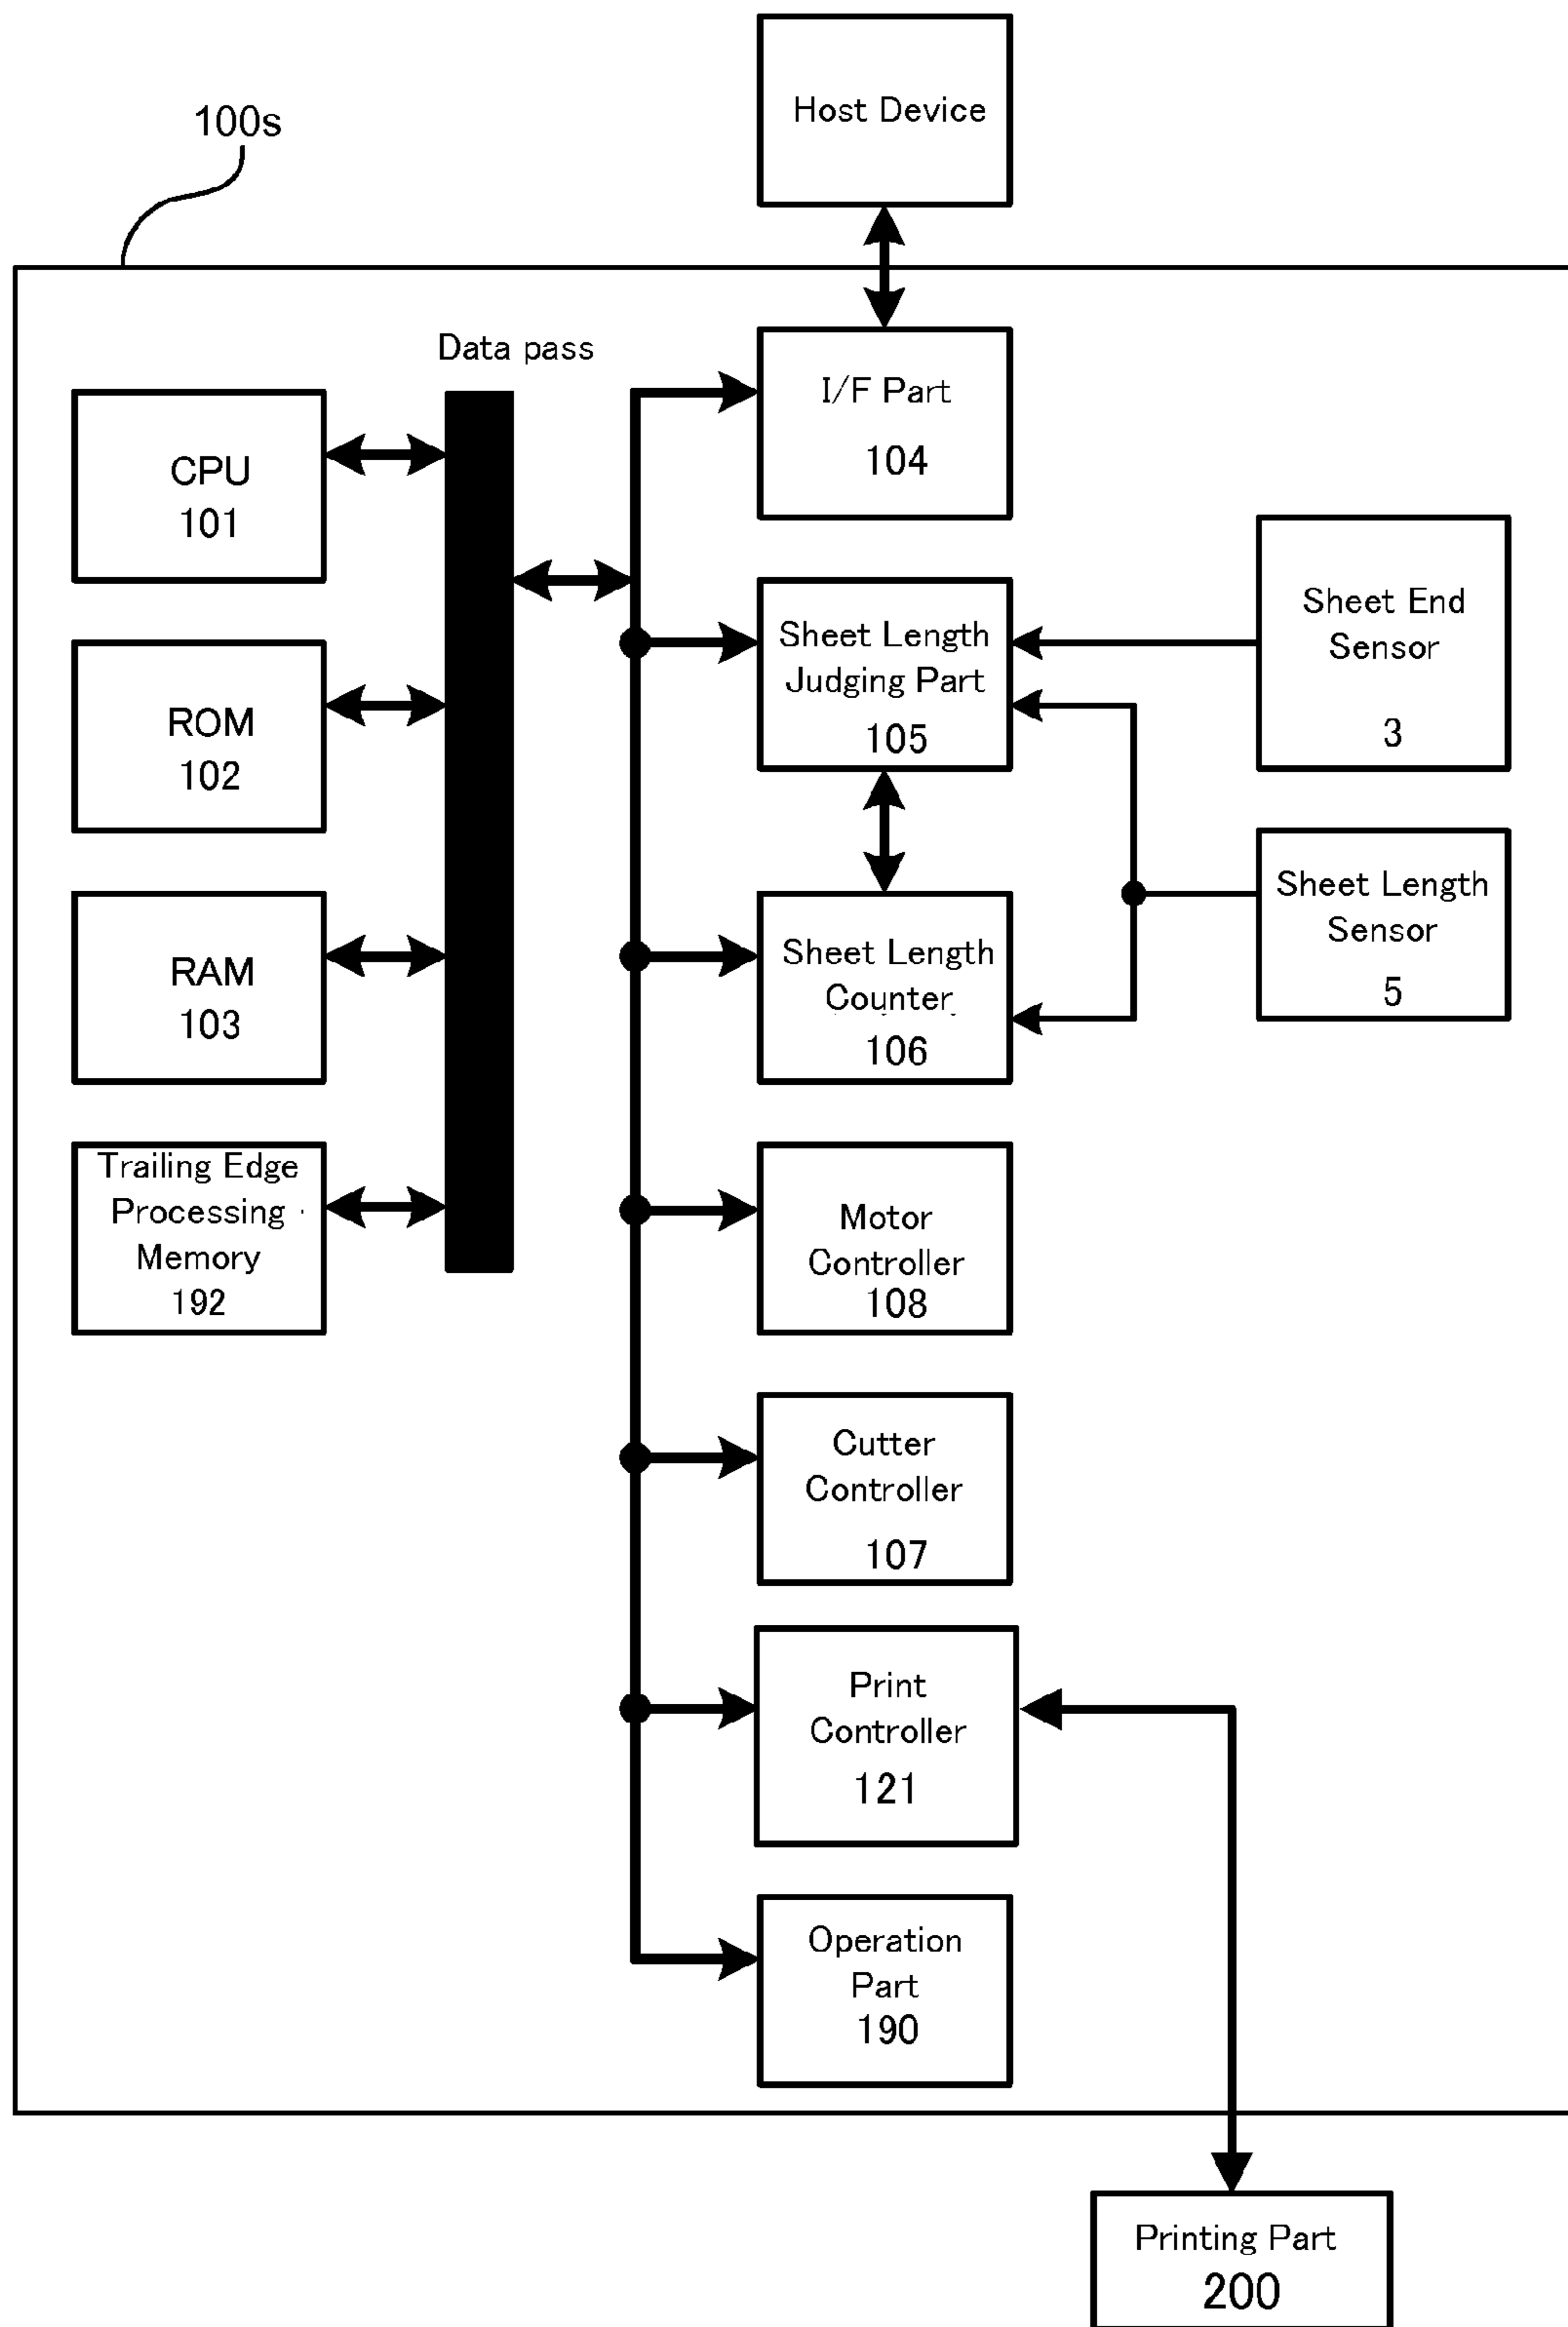 Host Device
100s
Data pass
I/F Part
104
CPU
101
Sheet End
Sensor
3
Sheet Length
Judging Part
105
ROM
102
Sheet Length
Sensor
5
RAM
103
Sheet Length
Counter
106
Trailing Edge
Processing
Memory
192
Motor
Controller
108
Cutter
Controller
107
Print
Controller
121
Operation
Part
190
Printing Part
200